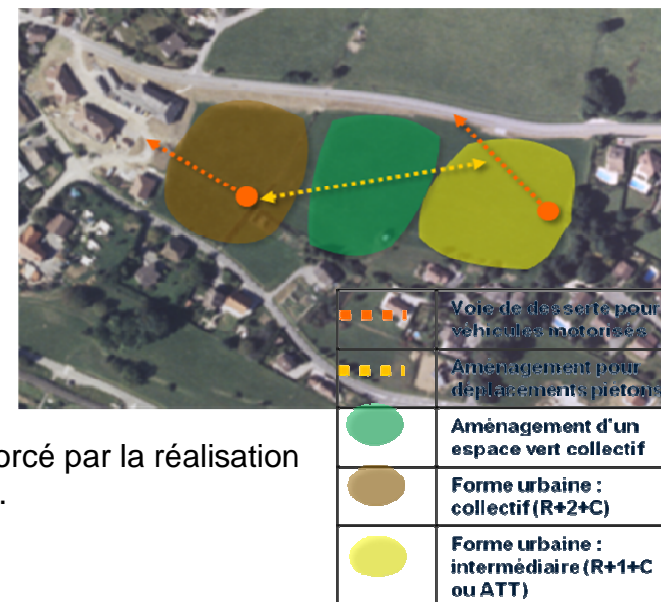 Voie de desserte pour
véhicules motorisés
Aménagement pour
déplacements piétons
Aménagement d'un
espace vert collectif
orcé par la réalisation
.
Forme urbaine :
collectif (R+2+C)
Forme urbaine :
intermédiaire (R+1+C
ou ATT)